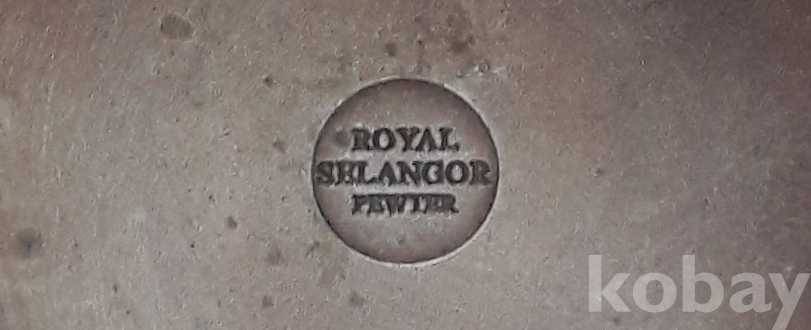 ROYAL
SELANGOR
PEWTER
kobay